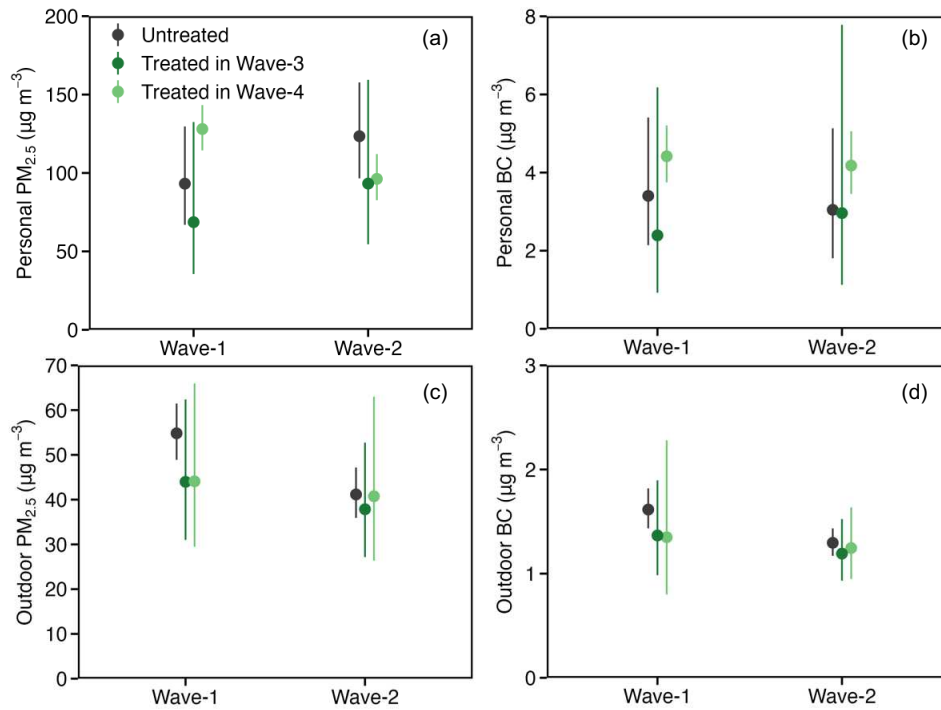 Personal PM2.5 (µg m−3)
200
150
100
50
0
Untreated
Treated in Wave-3
Treated in Wave-4
(a)
Wave-1 Wave-2
Personal BC (µg m−3)
8
6
4
2
0
(b)
Wave-1 Wave-2
Outdoor PM2.5 (µg m−3)
70
60
50
40
30
20
10
0
(c)
Wave-1 Wave-2
Outdoor BC (µg m−3)
3
2
1
0
(d)
Wave-1 Wave-2